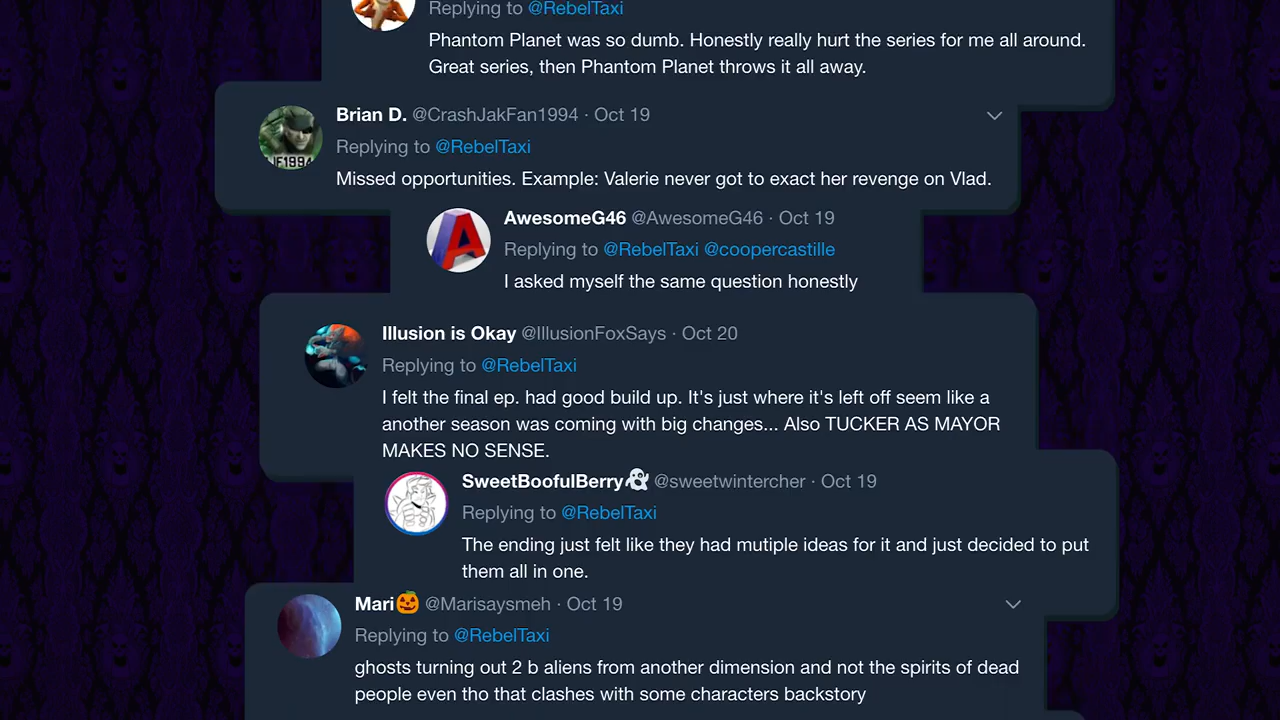 Replying to @RebelTaxi
Phantom Planet was so dumb. Honestly really hurt the series for me all around.
Great series, then Phantom Planet throws it all away.
Brian D. @CrashJakFan1994 · Oct 19
Replying to @RebelTaxi
Missed opportunities. Example: Valerie never got to exact her revenge on Vlad.
AwesomeG46 @AwesomeG46 · Oct 19
Replying to @RebelTaxi @coopercastille
I asked myself the same question honestly
Illusion is Okay @IllusionFoxSays · Oct 20
Replying to @RebelTaxi
I felt the final ep. had good build up. It's just where it's left off seem like a
another season was coming with big changes... Also TUCKER AS MAYOR
MAKES NO SENSE.
SweetBoofulBerry👻 @sweetwintercher · Oct 19
Replying to @RebelTaxi
The ending just felt like they had mutiple ideas for it and just decided to put
them all in one.
Mari🎃 @Marisaysmeh · Oct 19
Replying to @RebelTaxi
ghosts turning out 2 b aliens from another dimension and not the spirits of dead
people even tho that clashes with some characters backstory